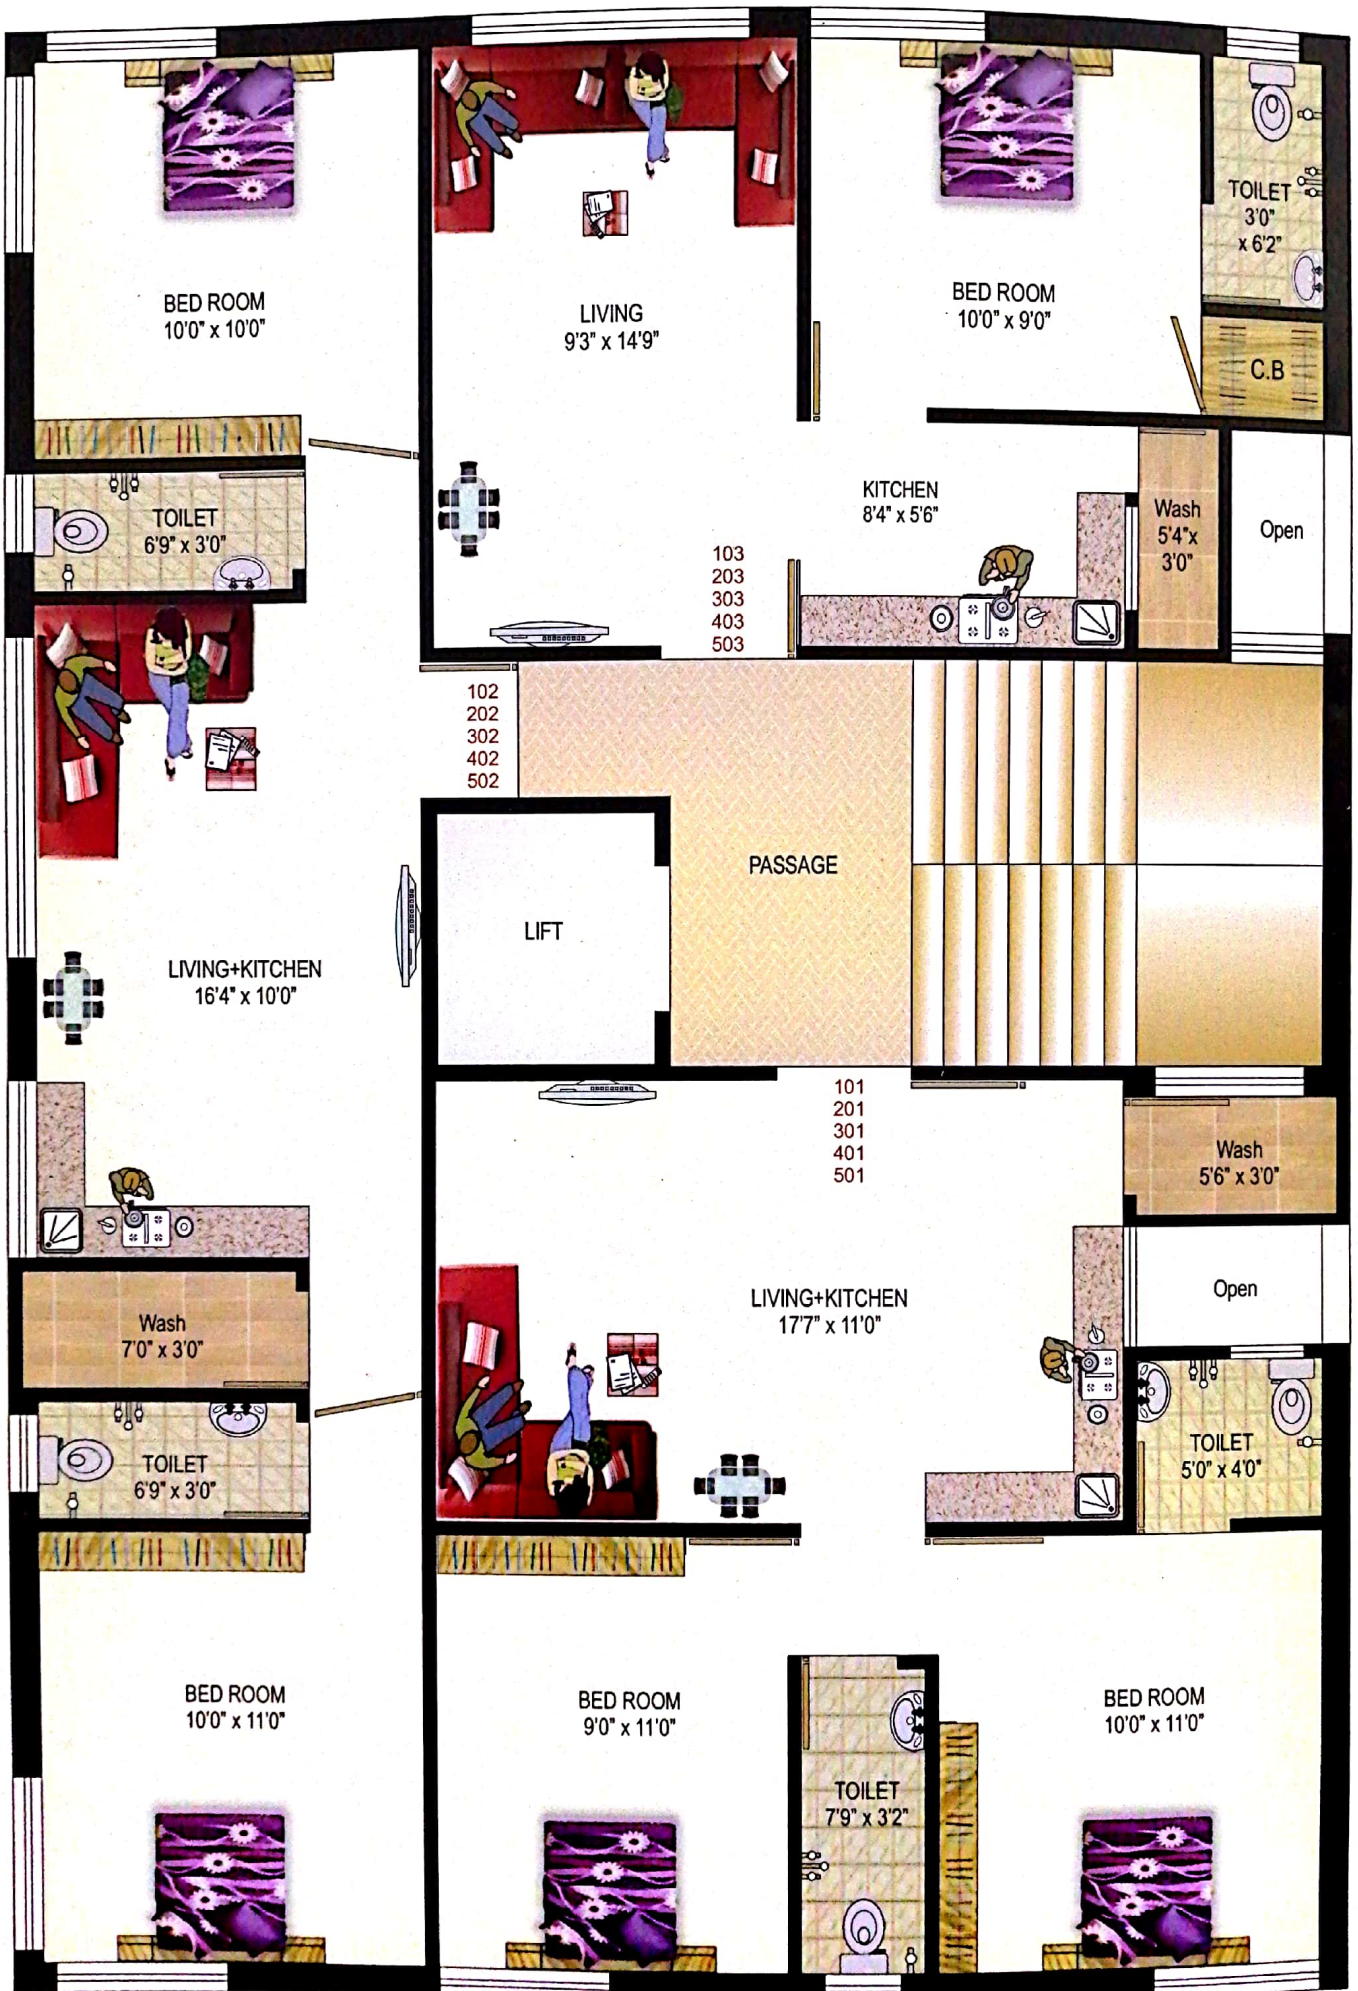 BED ROOM
10'0" x 10'0"
LIVING
9'3" x 14'9"
BED ROOM
10'0" x 9'0"
TOILET
3'0"
x 6'2"
C.B
TOILET
6'9" x 3'0"
KITCHEN
8'4" x 5'6"
Wash
5'4"x
3'0"
Open
103
203
303
403
503
102
202
302
402
502
PASSAGE
LIFT
LIVING+KITCHEN
16'4" x 10'0"
101
201
301
401
501
Wash
5'6" x 3'0"
Open
LIVING+KITCHEN
17'7" x 11'0"
Wash
7'0" x 3'0"
TOILET
6'9" x 3'0"
TOILET
5'0" x 4'0"
BED ROOM
10'0" x 11'0"
BED ROOM
9'0" x 11'0"
BED ROOM
10'0" x 11'0"
TOILET
7'9" x 3'2"